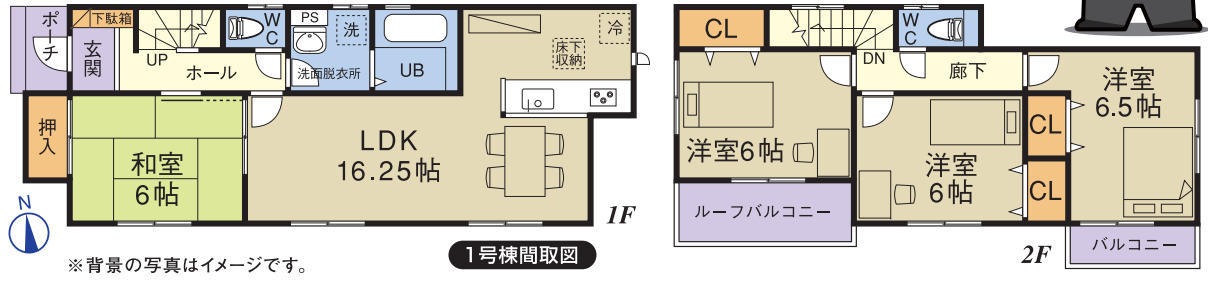 ポーチ
下駄箱
玄関
UP
ホール
WC
PS
洗
洗面脱衣所
UB
床下
収納
冷
押入
和室
6帖
LDK
16.25帖
N
1F
※背景の写真はイメージです。
1号棟間取図
CL
DN
WC
廊下
洋室
6.5帖
洋室6帖
洋室
6帖
CL
CL
ルーフバルコニー
バルコニー
2F